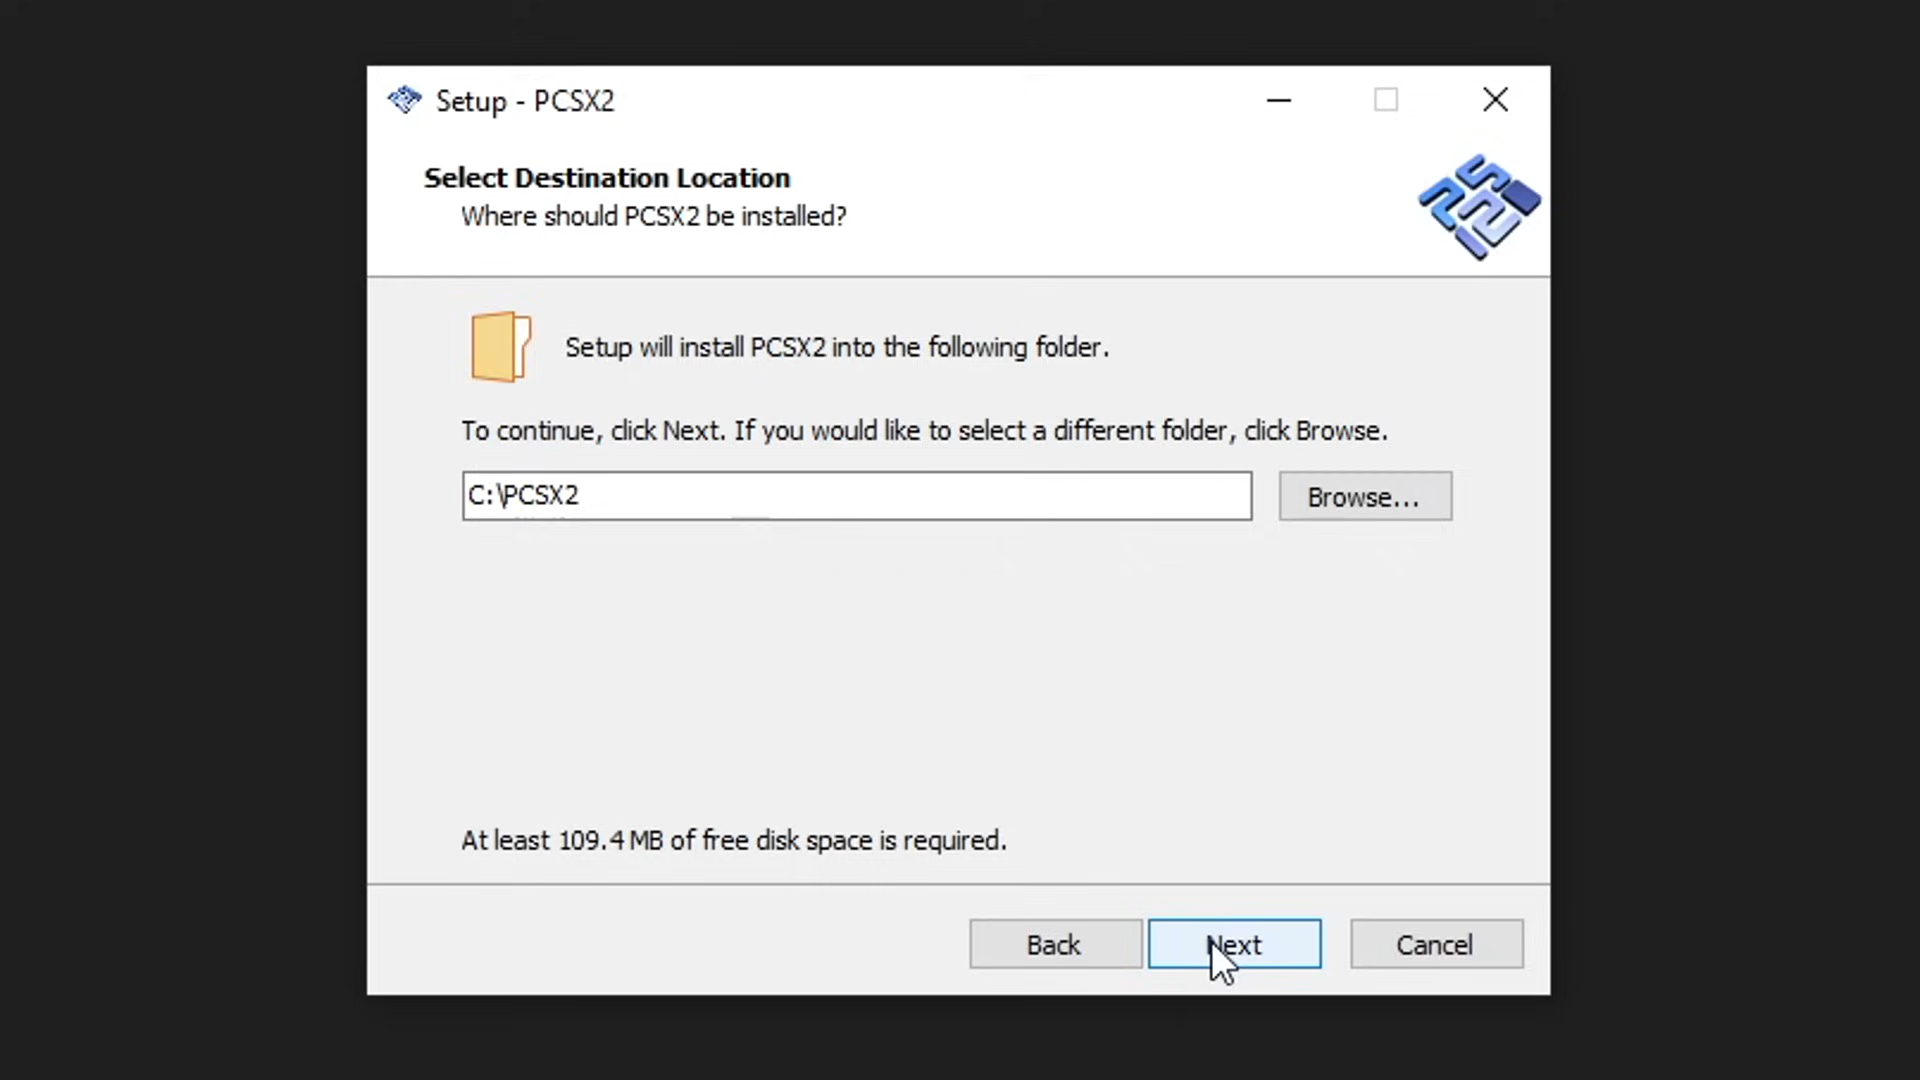 Setup - PCSX2
Select Destination Location
Where should PCSX2 be installed?
Setup will install PCSX2 into the following folder.
To continue, click Next. If you would like to select a different folder, click Browse.
C:\PCSX2
Browse...
At least 109.4 MB of free disk space is required.
Back
Next
Cancel